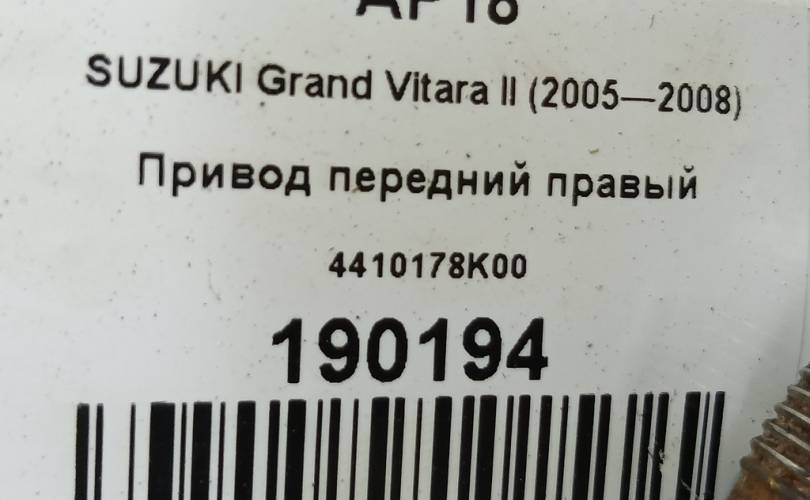 SUZUKI Grand Vitara II (2005—2008)
Привод передний правый
4410178K00
190194